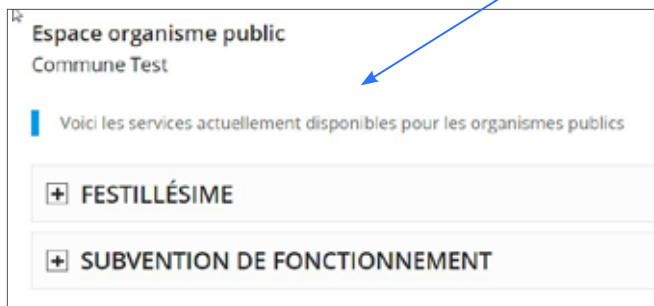 Espace organisme public
Commune Test
Voici les services actuellement disponibles pour les organismes publics
FESTILLÉSIME
SUBVENTION DE FONCTIONNEMENT